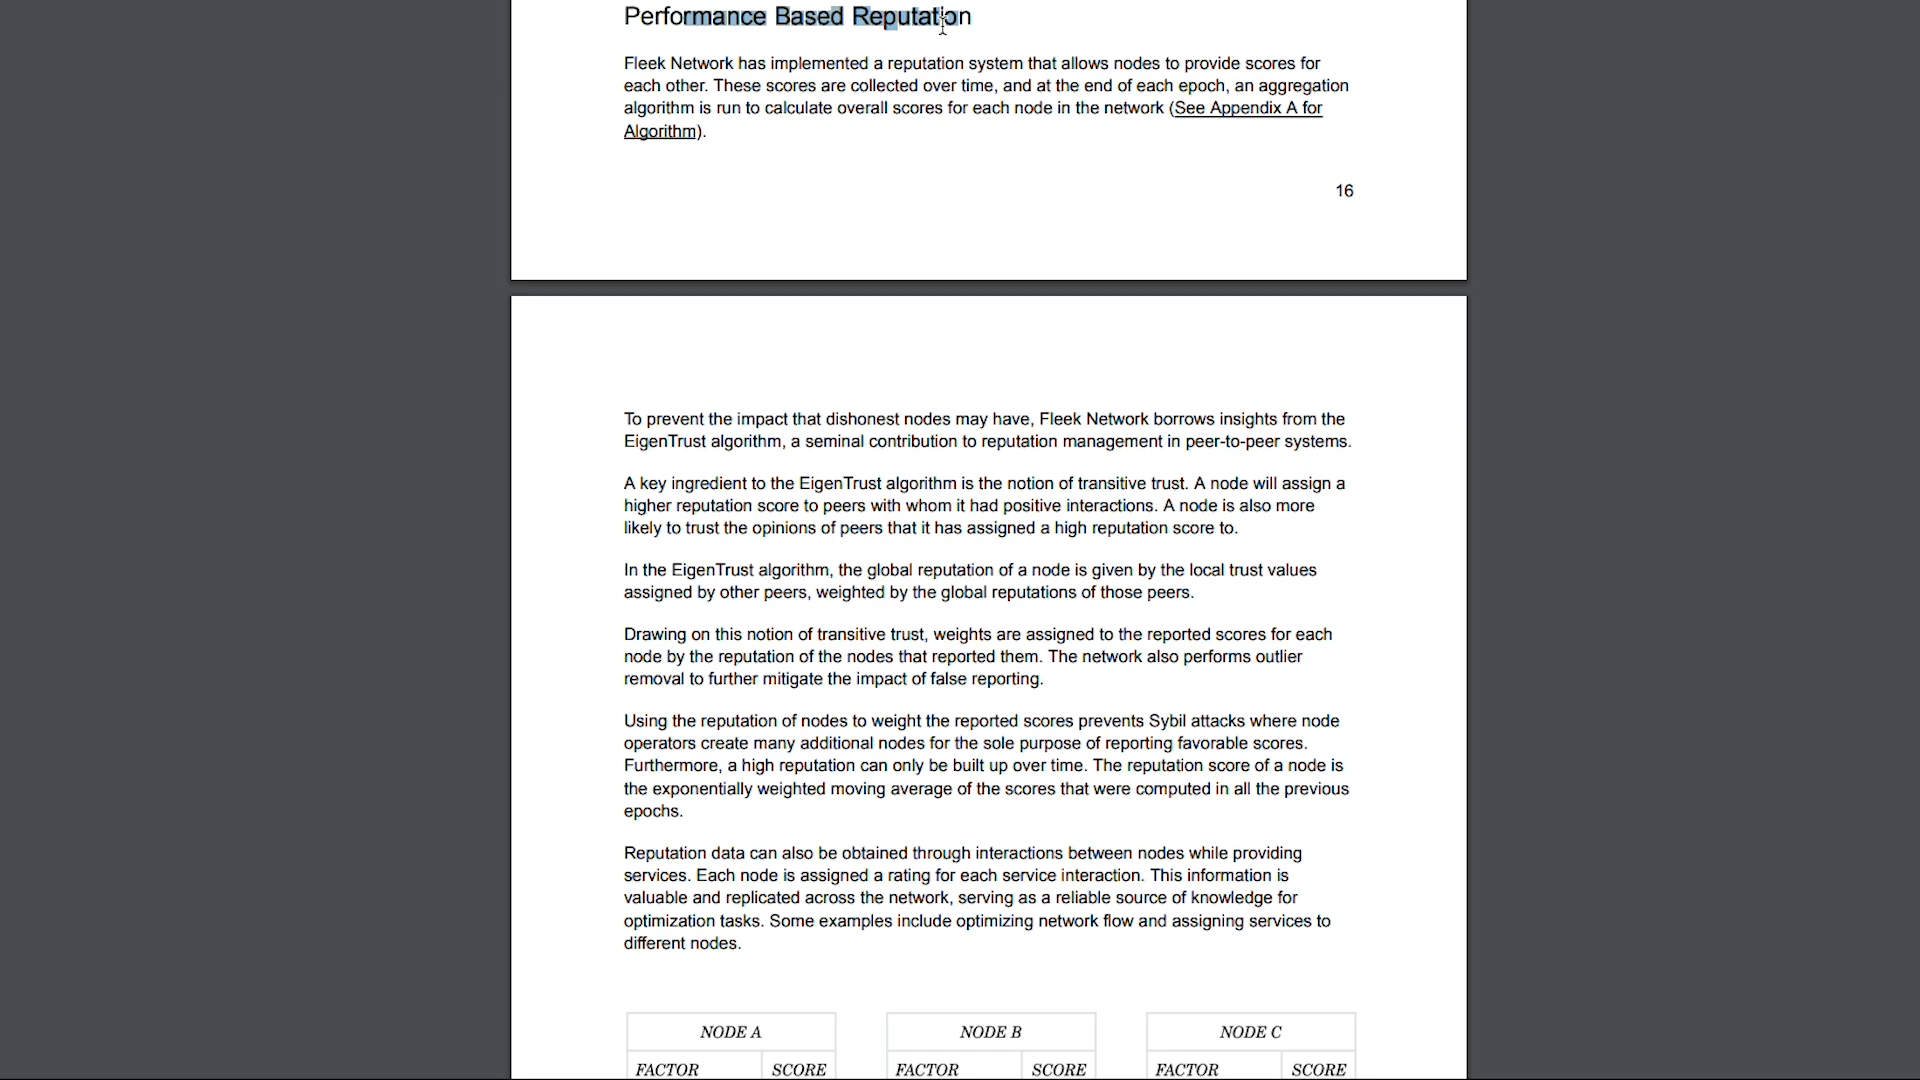 Performance Based Reputation
Fleek Network has implemented a reputation system that allows nodes to provide scores for
each other. These scores are collected over time, and at the end of each epoch, an aggregation
algorithm is run to calculate overall scores for each node in the network (See Appendix A for
Algorithm).
16
To prevent the impact that dishonest nodes may have, Fleek Network borrows insights from the
EigenTrust algorithm, a seminal contribution to reputation management in peer-to-peer systems.
A key ingredient to the EigenTrust algorithm is the notion of transitive trust. A node will assign a
higher reputation score to peers with whom it had positive interactions. A node is also more
likely to trust the opinions of peers that it has assigned a high reputation score to.
In the EigenTrust algorithm, the global reputation of a node is given by the local trust values
assigned by other peers, weighted by the global reputations of those peers.
Drawing on this notion of transitive trust, weights are assigned to the reported scores for each
node by the reputation of the nodes that reported them. The network also performs outlier
removal to further mitigate the impact of false reporting.
Using the reputation of nodes to weight the reported scores prevents Sybil attacks where node
operators create many additional nodes for the sole purpose of reporting favorable scores.
Furthermore, a high reputation can only be built up over time. The reputation score of a node is
the exponentially weighted moving average of the scores that were computed in all the previous
epochs.
Reputation data can also be obtained through interactions between nodes while providing
services. Each node is assigned a rating for each service interaction. This information is
valuable and replicated across the network, serving as a reliable source of knowledge for
optimization tasks. Some examples include optimizing network flow and assigning services to
different nodes.
NODE A NODE B NODE C
FACTOR SCORE FACTOR SCORE FACTOR SCORE